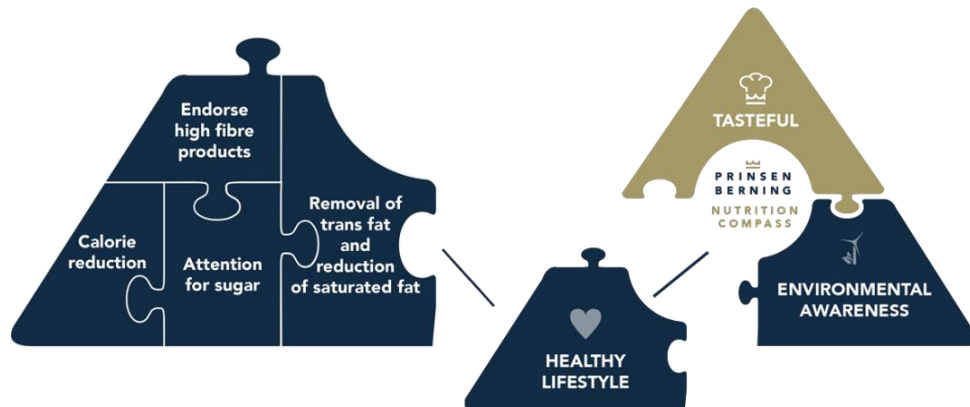 Endorse
high fibre
products
Calorie
reduction
Attention
for sugar
Removal of
trans fat
and
reduction
of saturated fat
HEALTHY
LIFESTYLE
TASTEFUL
PRINSEN
BERNING
NUTRITION
COMPASS
ENVIRONMENTAL
AWARENESS